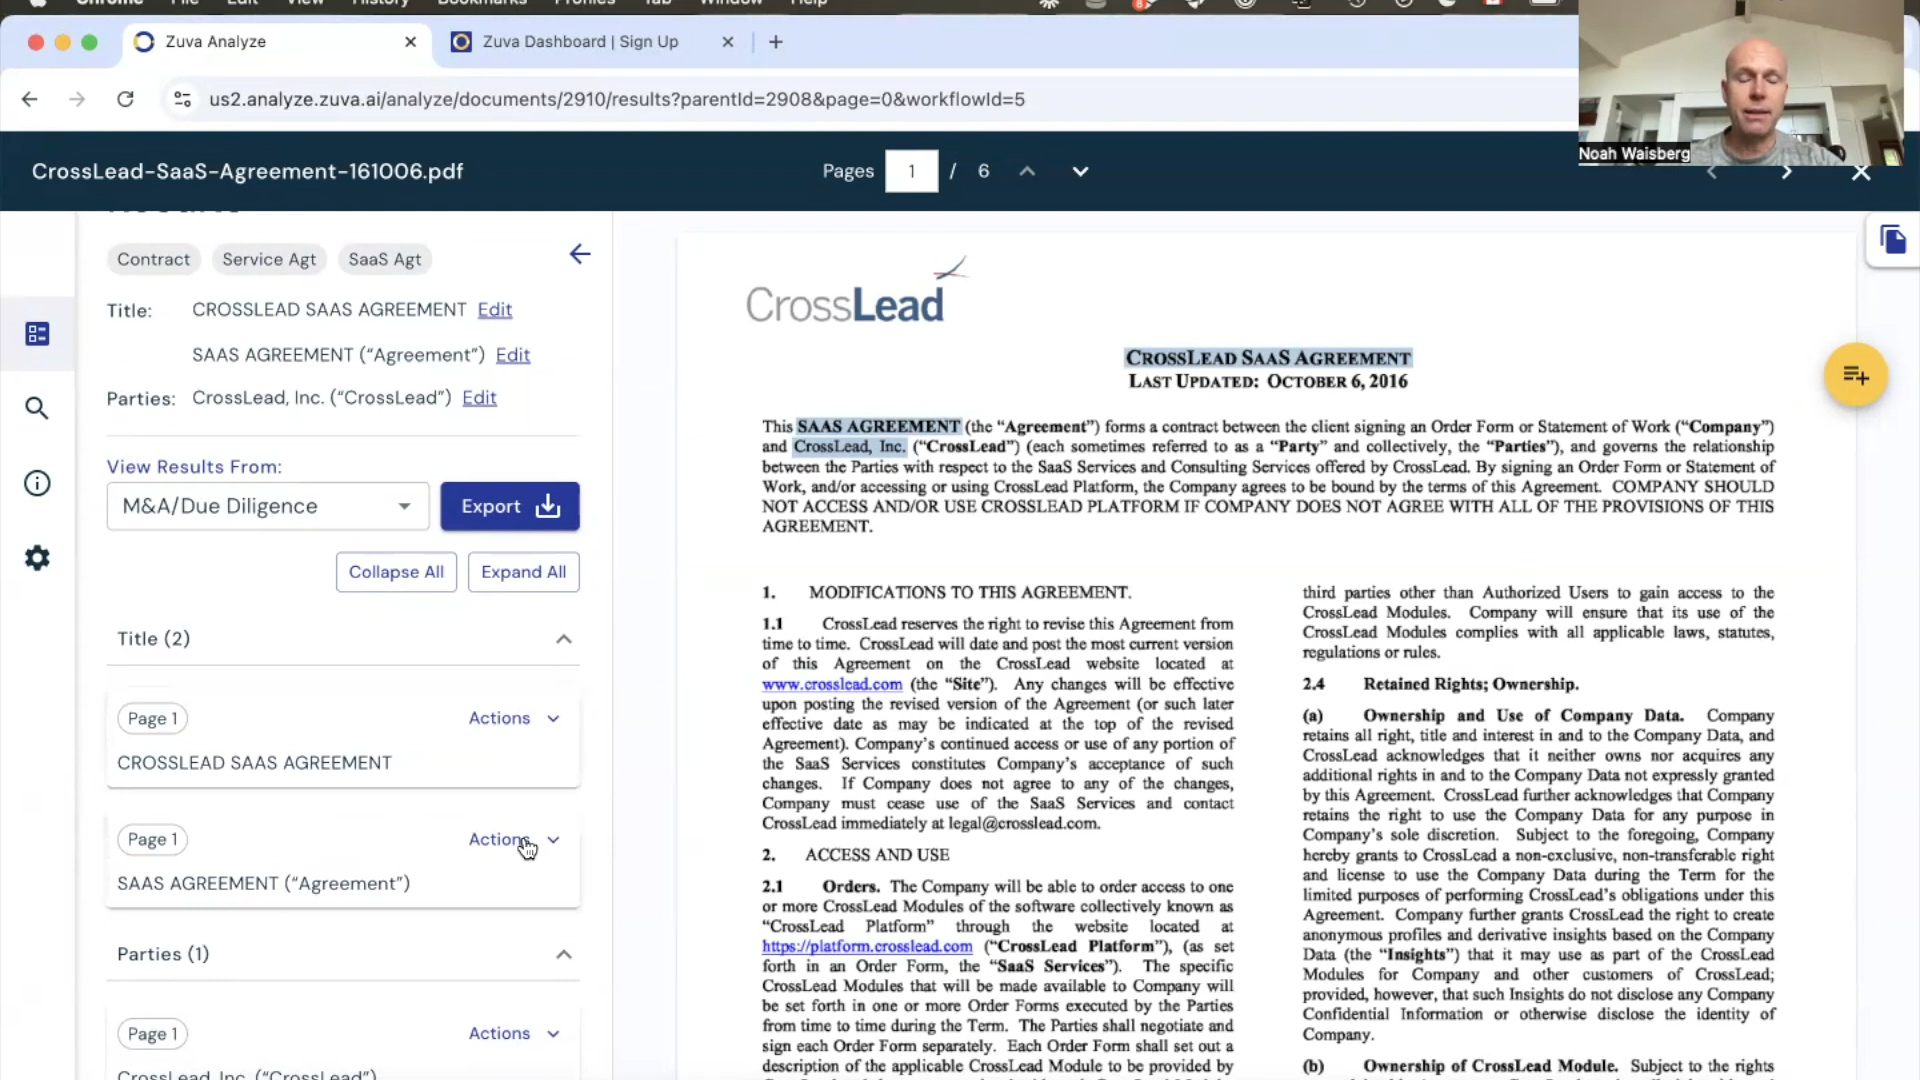 Chrome File Edit View History Bookmarks Profiles Tab Window Help
8
Zuva Analyze
Zuva Dashboard | Sign Up
us2.analyze.zuva.ai/analyze/documents/2910/results?parentId=2908&page=0&workflowId=5
Noah Waisberg
CrossLead-SaaS-Agreement-161006.pdf
Pages 1 / 6
Contract
Service Agt
SaaS Agt
Title:
CROSSLEAD SAAS AGREEMENT Edit
SAAS AGREEMENT (“Agreement”) Edit
Parties:
CrossLead, Inc. (“CrossLead”) Edit
View Results From:
M&A/Due Diligence
Export
Collapse All
Expand All
Title (2)
Page 1
Actions
CROSSLEAD SAAS AGREEMENT
Page 1
Actions
SAAS AGREEMENT (“Agreement”)
Parties (1)
Page 1
Actions
CrossLead, Inc. (“CrossLead”)
CrossLead
CROSSLEAD SAAS AGREEMENT
LAST UPDATED: OCTOBER 6, 2016
This SAAS AGREEMENT (the “Agreement”) forms a contract between the client signing an Order Form or Statement of Work (“Company”)
and CrossLead, Inc. (“CrossLead”) (each sometimes referred to as a “Party” and collectively, the “Parties”), and governs the relationship
between the Parties with respect to the SaaS Services and Consulting Services offered by CrossLead. By signing an Order Form or Statement of
Work, and/or accessing or using CrossLead Platform, the Company agrees to be bound by the terms of this Agreement. COMPANY SHOULD
NOT ACCESS AND/OR USE CROSSLEAD PLATFORM IF COMPANY DOES NOT AGREE WITH ALL OF THE PROVISIONS OF THIS
AGREEMENT.
1. MODIFICATIONS TO THIS AGREEMENT.
1.1 CrossLead reserves the right to revise this Agreement from
time to time. CrossLead will date and post the most current version
of this Agreement on the CrossLead website located at
www.crosslead.com (the “Site”). Any changes will be effective
upon posting the revised version of the Agreement (or such later
effective date as may be indicated at the top of the revised
Agreement). Company’s continued access or use of any portion of
the SaaS Services constitutes Company’s acceptance of such
changes. If Company does not agree to any of the changes,
Company must cease use of the SaaS Services and contact
CrossLead immediately at legal@crosslead.com.
2. ACCESS AND USE
2.1 Orders. The Company will be able to order access to one
or more CrossLead Modules of the software collectively known as
“CrossLead Platform” through the website located at
https://platform.crosslead.com (“CrossLead Platform”), (as set
forth in an Order Form, the “SaaS Services”). The specific
CrossLead Modules that will be made available to Company will
be set forth in one or more Order Forms executed by the Parties
from time to time during the Term. The Parties shall negotiate and
sign each Order Form separately. Each Order Form shall set out a
description of the applicable CrossLead Module to be provided by
third parties other than Authorized Users to gain access to the
CrossLead Modules. Company will ensure that its use of the
CrossLead Modules complies with all applicable laws, statutes,
regulations or rules.
2.4 Retained Rights; Ownership.
(a) Ownership and Use of Company Data. Company
retains all right, title and interest in and to the Company Data, and
CrossLead acknowledges that it neither owns nor acquires any
additional rights in and to the Company Data not expressly granted
by this Agreement. CrossLead further acknowledges that Company
retains the right to use the Company Data for any purpose in
Company’s sole discretion. Subject to the foregoing, Company
hereby grants to CrossLead a non-exclusive, non-transferable right
and license to use the Company Data during the Term for the
limited purposes of performing CrossLead’s obligations under this
Agreement. Company further grants CrossLead the right to create
anonymous profiles and derivative insights based on the Company
Data (the “Insights”) that it may use as part of the CrossLead
Modules for Company and other customers of CrossLead;
provided, however, that such Insights do not disclose any Company
Confidential Information or otherwise disclose the identity of
Company.
(b) Ownership of CrossLead Module. Subject to the rights